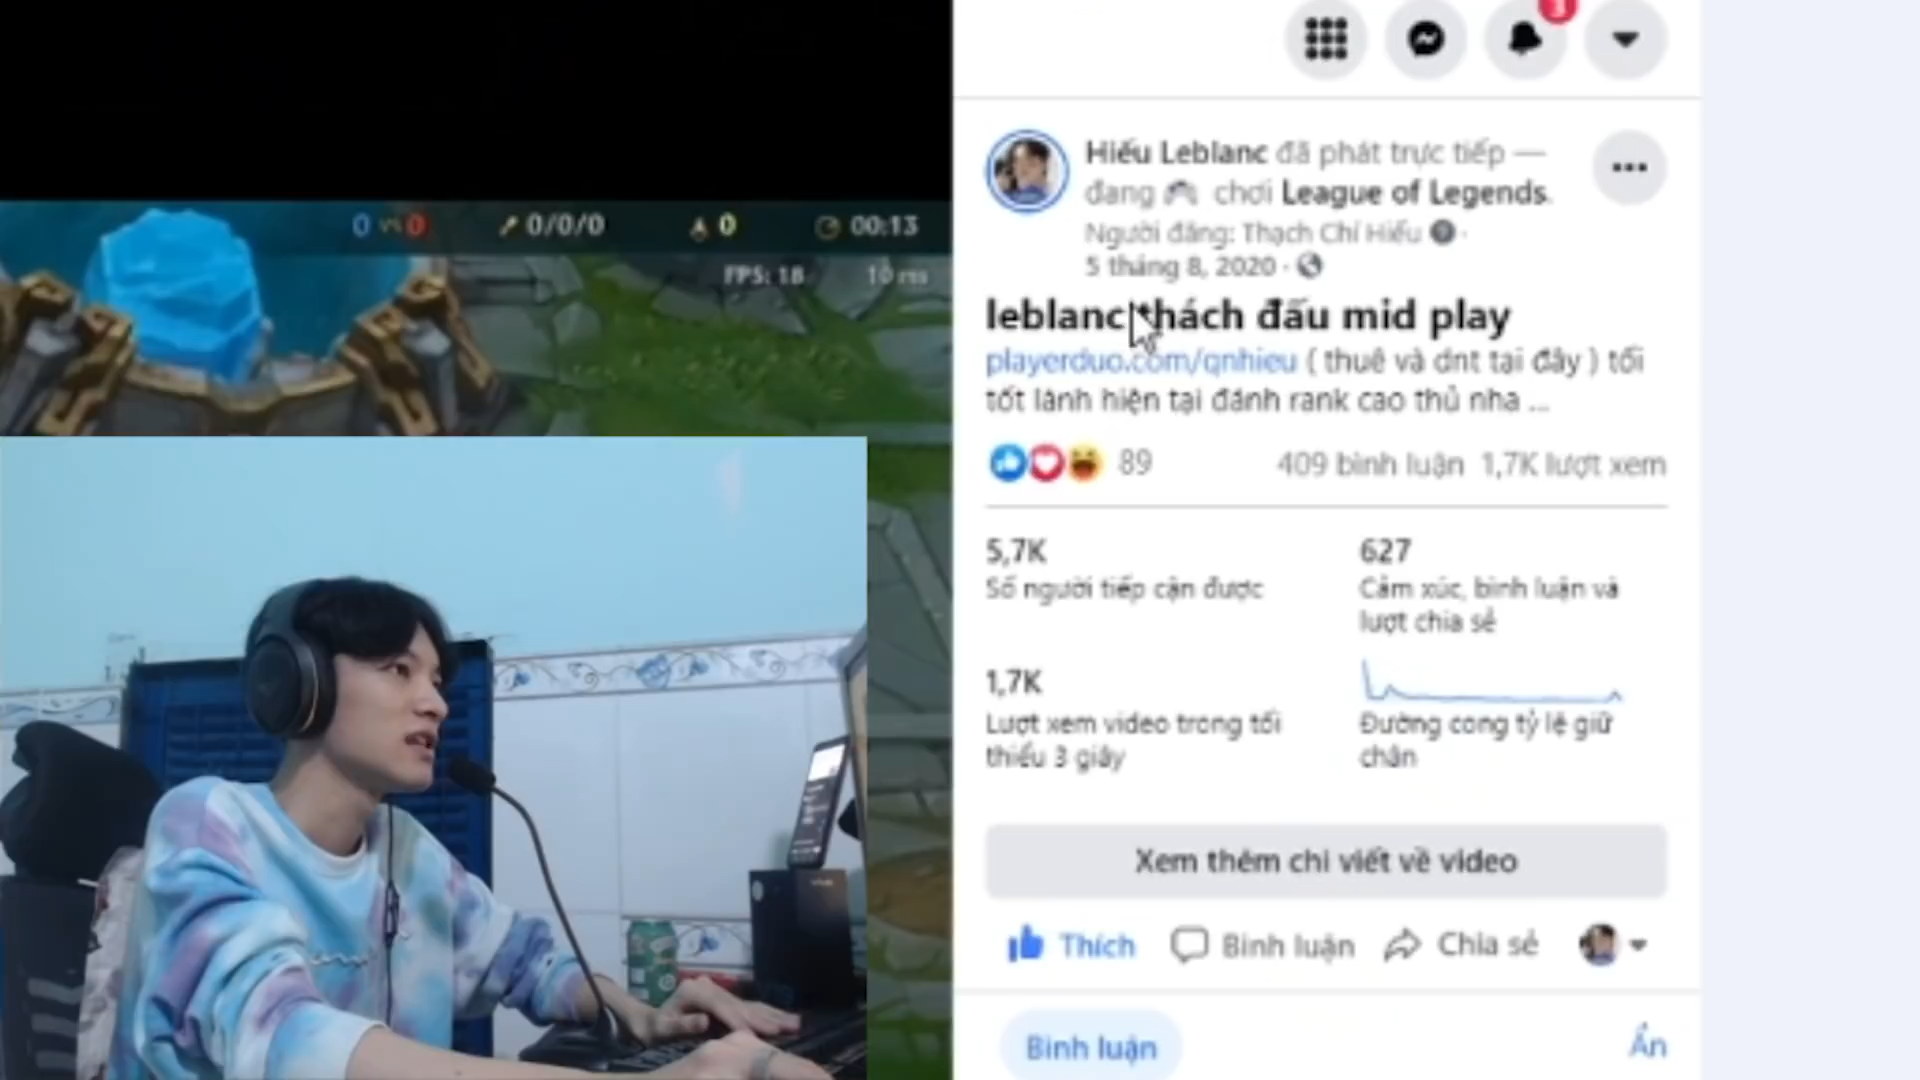 3
0 vs 0
0/0/0
0
00:13
FPS: 18
10 ms
Hiếu Leblanc đã phát trực tiếp —
đang chơi League of Legends.
Người đăng: Thạch Chí Hiếu
5 tháng 8, 2020
leblanc thách đấu mid play
playerduo.com/qnhieu ( thuê và dnt tại đây ) tối
tốt lành hiện tại đánh rank cao thủ nha ...
89
409 bình luận 1,7K lượt xem
5,7K
Số người tiếp cận được
627
Cảm xúc, bình luận và
lượt chia sẻ
1,7K
Lượt xem video trong tối
thiểu 3 giây
Đường cong tỷ lệ giữ
chân
Xem thêm chi viết về video
Thích
Bình luận
Chia sẻ
Bình luận
Ẩn